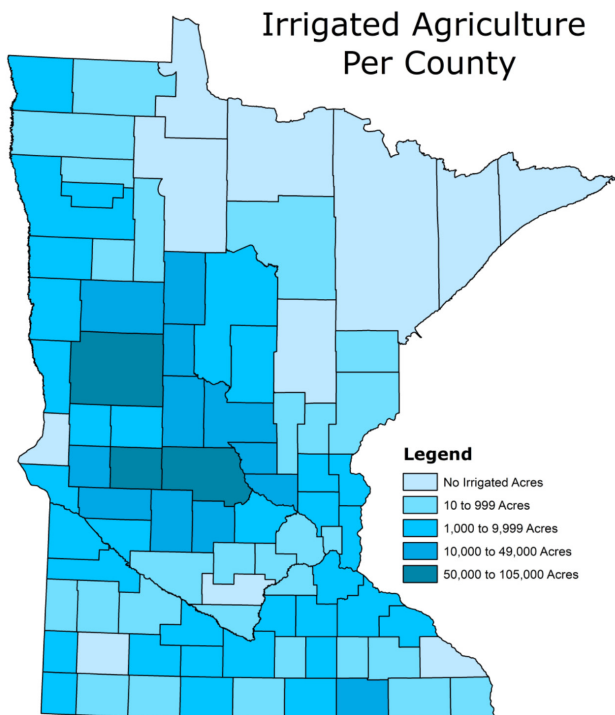 Irrigated Agriculture
Per County
Legend
No Irrigated Acres
10 to 999 Acres
1,000 to 9,999 Acres
10,000 to 49,000 Acres
50,000 to 105,000 Acres